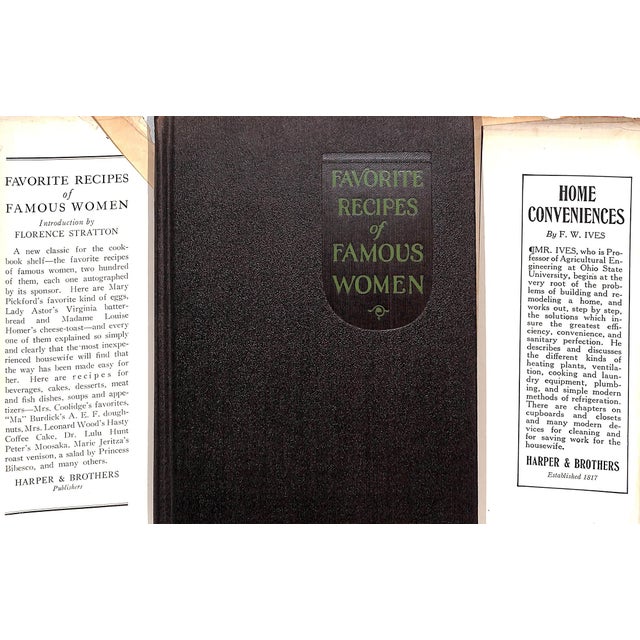 FAVORITE RECIPES
of
FAMOUS WOMEN
Introduction by
FLORENCE STRATTON
A new classic for the cook-
book shelf—the favorite recipes
of famous women, two hundred
of them, each one autographed
by its sponsor. Here are Mary
Pickford's favorite kind of eggs,
Lady Astor's Virginia batter-
bread and Madame Louise
Homer's cheese-toast—and every
one of them explained so simply
and clearly that the most inexpe-
rienced housewife will find that
the way has been made easy for
her. Here are recipes for
beverages, cakes, desserts, meat
and fish dishes, soups and appe-
tizers—Mrs. Coolidge's favorites,
"Ma" Burdick's A. E. F. dough-
nuts, Mrs. Leonard Wood's Hasty
Coffee Cake, Dr. Lulu Hunt
Peter's Moosaka, Marie Jeritza's
roast venison, a salad by Princess
Bibesco, and many others.
HARPER & BROTHERS
Publishers
FAVORITE
RECIPES
of
FAMOUS
WOMEN
HOME
CONVENIENCES
By F. W. IVES
¶MR. IVES, who is Pro-
fessor of Agricultural En-
gineering at Ohio State
University, begins at the
very root of the prob-
lems of building and re-
modeling a home, and
works out, step by step,
the solutions which in-
sure the greatest effi-
ciency, convenience, and
sanitary perfection. He
describes and discusses
the different kinds of
heating plants, ventila-
tion, cooking and laun-
dry equipment, plumb-
ing, and simple modern
methods of refrigeration.
There are chapters on
cupboards and closets
and many modern de-
vices for cleaning and
for saving work for the
housewife.
HARPER & BROTHERS
Established 1817